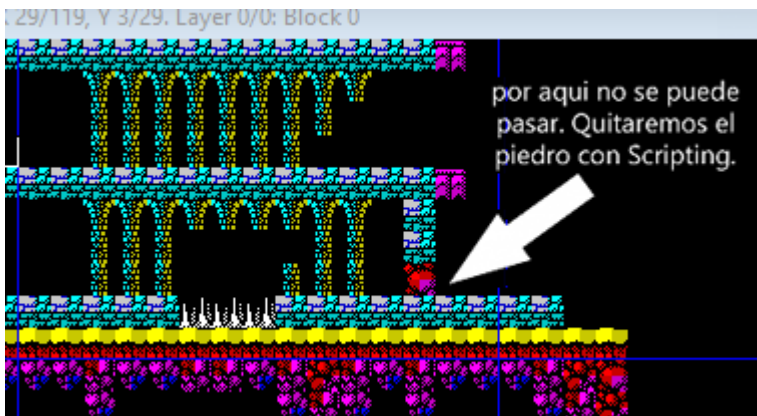 29/119, Y 3/29. Layer 0/0: Block 0
por aqui no se puede
pasar. Quitaremos el
piedro con Scripting.